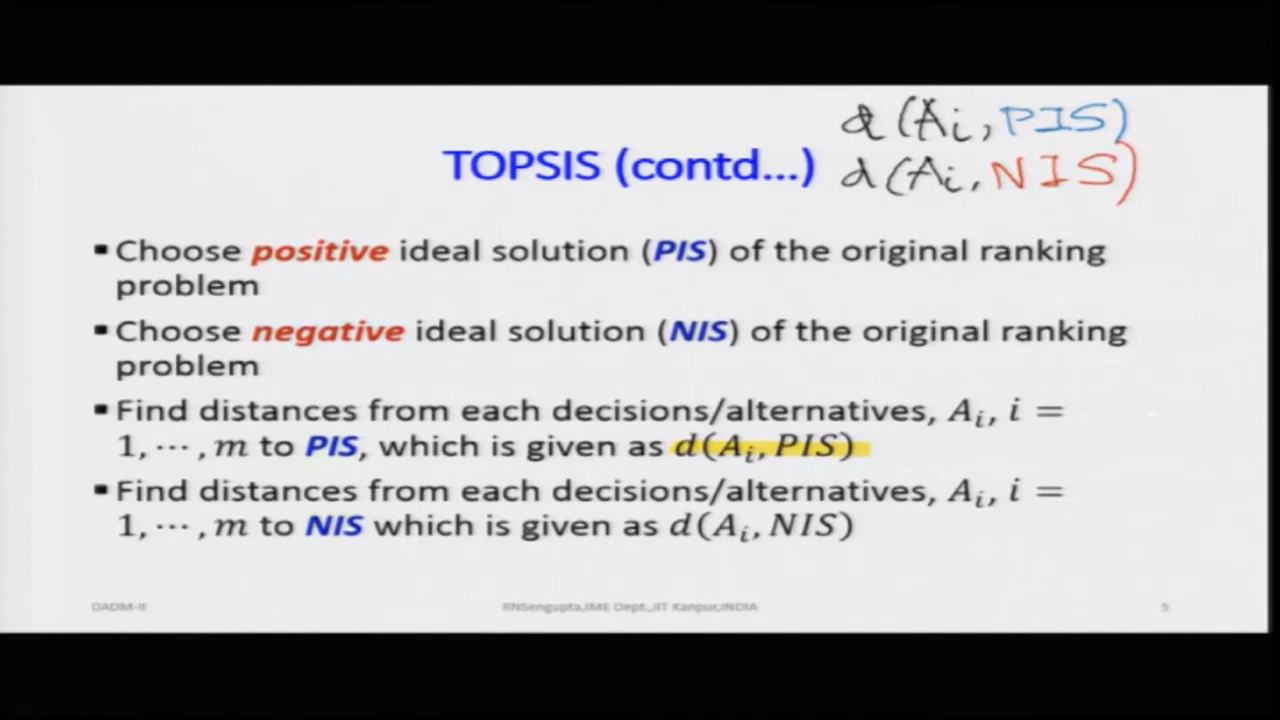 d(Ai, PIS)
TOPSIS (contd...) d(Ai, NIS)
▪ Choose positive ideal solution (PIS) of the original ranking
problem
▪ Choose negative ideal solution (NIS) of the original ranking
problem
▪ Find distances from each decisions/alternatives, Aᵢ, i =
1, ⋯ , m to PIS, which is given as d(Aᵢ, PIS)
▪ Find distances from each decisions/alternatives, Aᵢ, i =
1, ⋯ , m to NIS which is given as d(Aᵢ, NIS)
DADM-II RNSengupta,IME Dept.,IIT Kanpur,INDIA 5